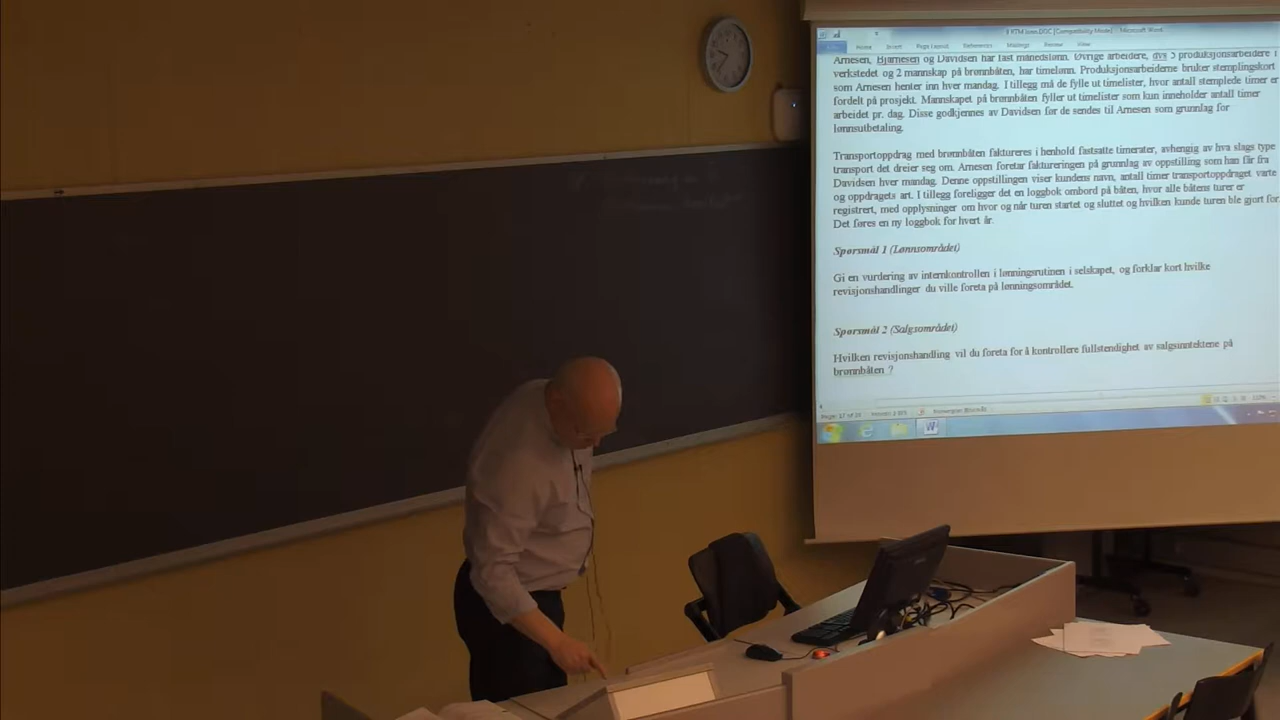 Home Insert Page Layout References Mailings Review View
Arnesen, Bjarnesen og Davidsen har fast månedslønn. Øvrige arbeidere, dvs 5 produksjonsarbeidere i
verkstedet og 2 mannskap på brønnbåten, har timelønn. Produksjonsarbeiderne bruker stemplingskort
som Arnesen henter inn hver mandag. I tillegg må de fylle ut timelister, hvor antall stemplede timer er
fordelt på prosjekt. Mannskapet på brønnbåten fyller ut timelister som kun inneholder antall timer
arbeidet pr. dag. Disse godkjennes av Davidsen før de sendes til Arnesen som grunnlag for
lønnsutbetaling.
Transportoppdrag med brønnbåten faktureres i henhold fastsatte timerater, avhengig av hva slags type
transport det dreier seg om. Arnesen foretar faktureringen på grunnlag av oppstilling som han får fra
Davidsen hver mandag. Denne oppstillingen viser kundens navn, antall timer transportoppdraget varte
og oppdragets art. I tillegg foreligger det en loggbok ombord på båten, hvor alle båtens turer er
registrert, med opplysninger om hvor og når turen startet og sluttet og hvilken kunde turen ble gjort for.
Det føres en ny loggbok for hvert år.
Spørsmål 1 (Lønnsområdet)
Gi en vurdering av internkontrollen i lønningsrutinen i selskapet, og forklar kort hvilke
revisjonshandlinger du ville foreta på lønningsområdet.
Spørsmål 2 (Salgsområdet)
Hvilken revisjonshandling vil du foreta for å kontrollere fullstendighet av salgsinntektene på
brønnbåten ?